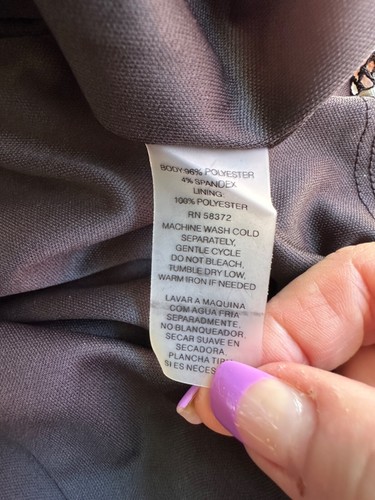 BODY:96% POLYESTER
4% SPANDEX
LINING:
100% POLYESTER
RN 58372
MACHINE WASH COLD
SEPARATELY,
GENTLE CYCLE
DO NOT BLEACH,
TUMBLE DRY LOW,
WARM IRON IF NEEDED
LAVAR A MAQUINA
CON AGUA FRIA
SEPARADMENTE,
NO BLANQUEADOR,
SECAR SUAVE EN
SECADORA,
PLANCHA
SI ES